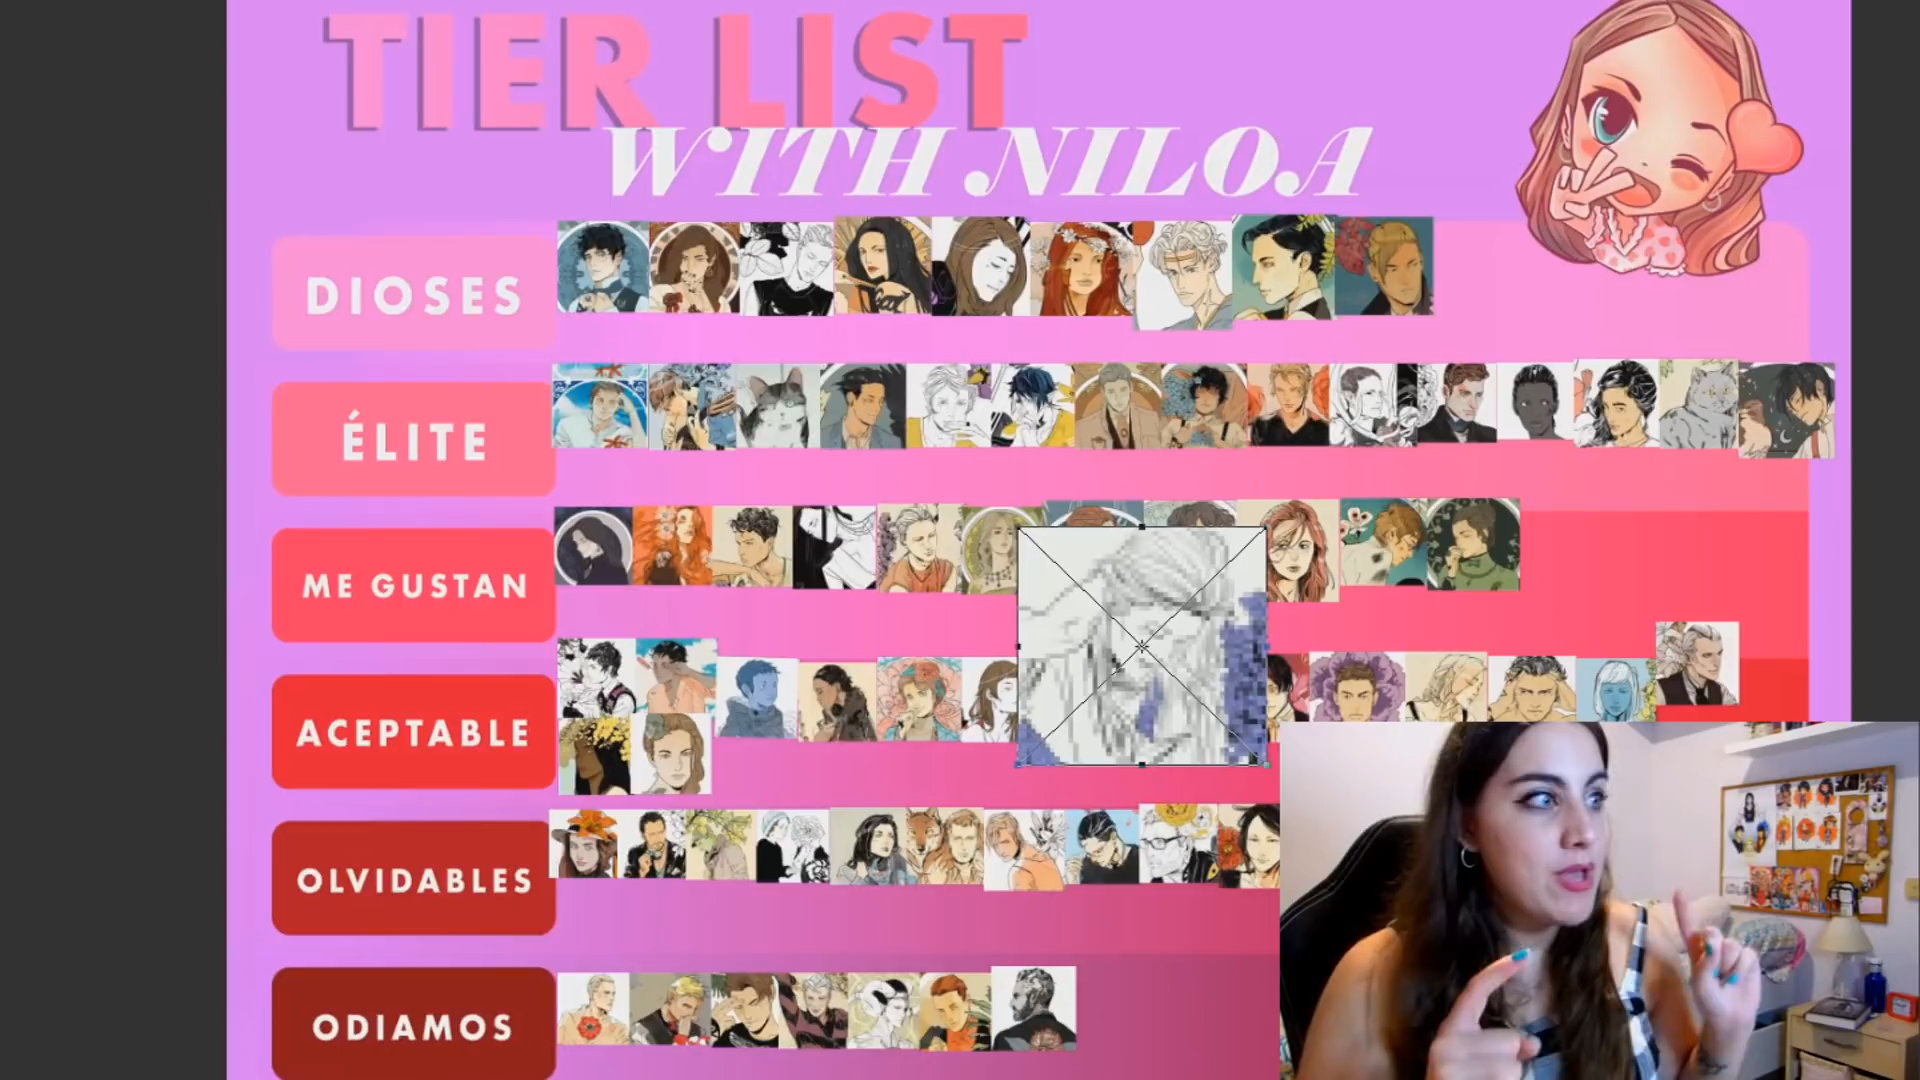 TIER LIST
WITH NILOA
DIOSES
ÉLITE
ME GUSTAN
ACEPTABLE
OLVIDABLES
ODIAMOS